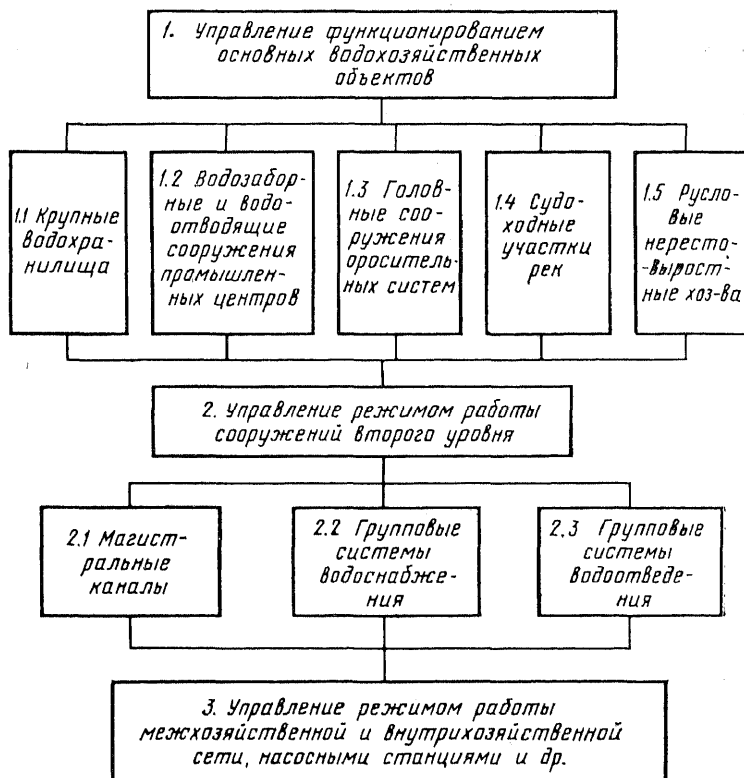 1. Управление функционированием
основных водохозяйственных
объектов
1.1 Крупные
водохра-
нилища
1.2 Водозабор-
ные и водо-
отводящие
сооружения
прамышлен-
ных центров
1.3 Голов-
ные соо-
ружения
ороситель-
ных систем
1.4 Судо-
ходные
участки
рек
1.5 Русло-
вые
нересто-
-вырост-
ные хоз-ва
2. Управление режимом работы
сооружений второго уровня
2.1 Магист-
ральные
каналы
2.2 Групповые
системы
водоснабже-
ния
2.3 Групповые
системы
водоотве-
дения
3. Управление режимом работы
межхозяйственной и внутрихозяйственной
сети, насосными станциями и др.